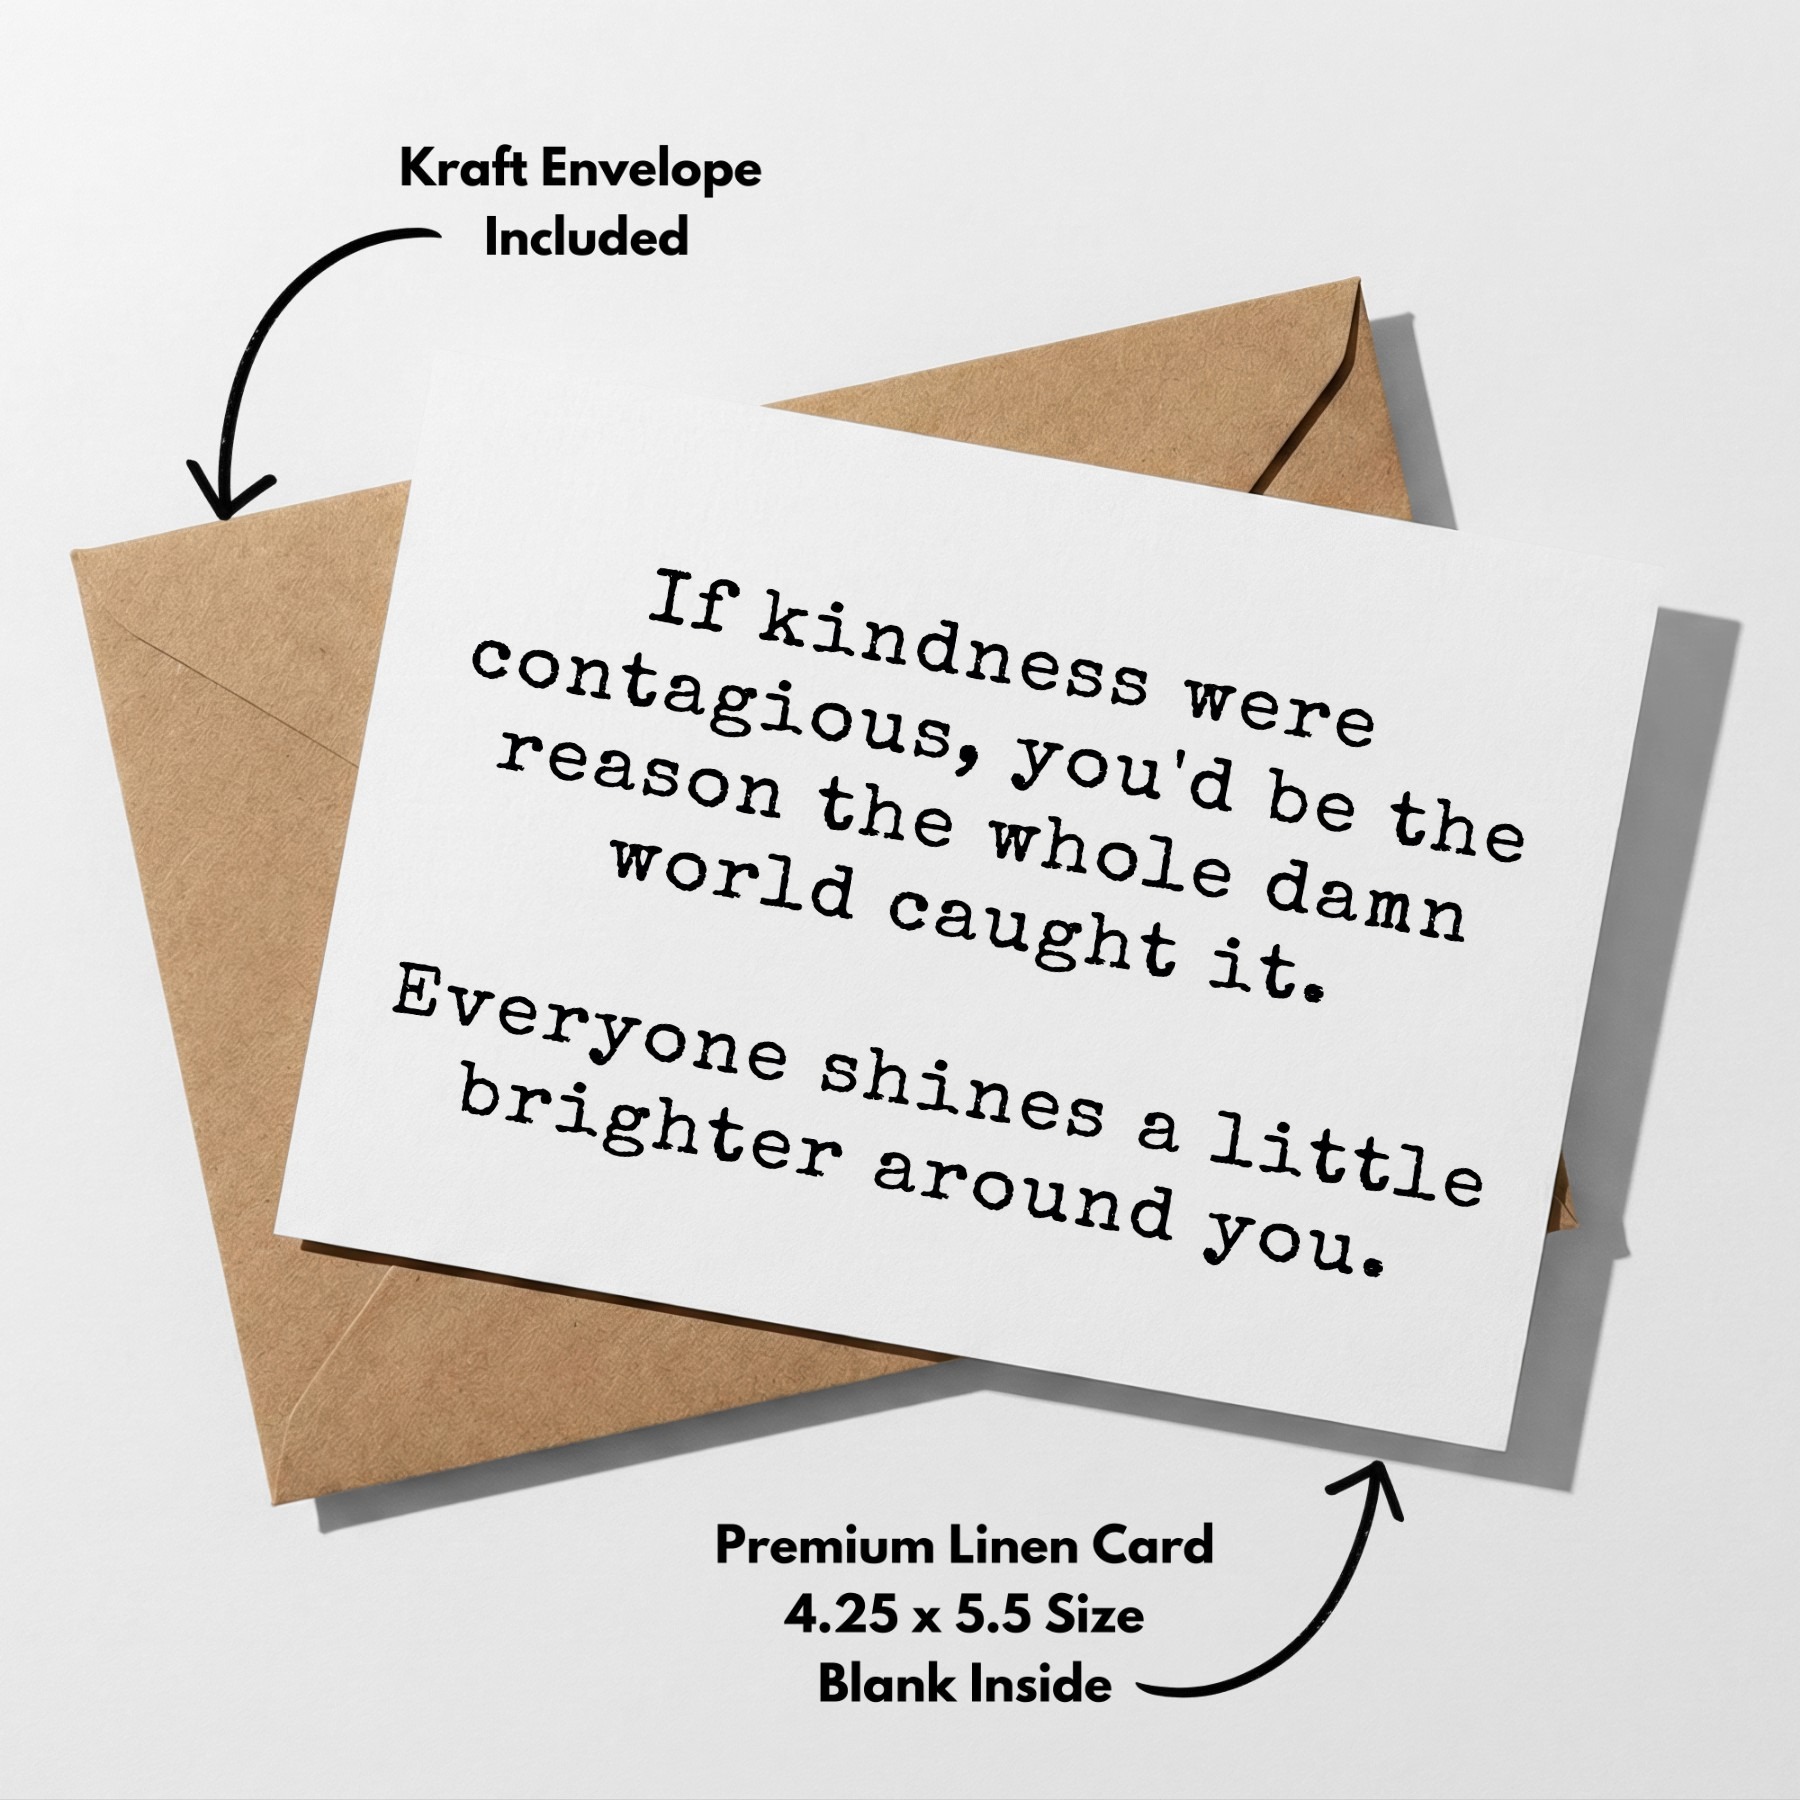 Kraft Envelope
Included
If kindness were
contagious, you'd be the
reason the whole damn
world caught it.
Everyone shines a little
brighter around you.
Premium Linen Card
4.25 x 5.5 Size
Blank Inside